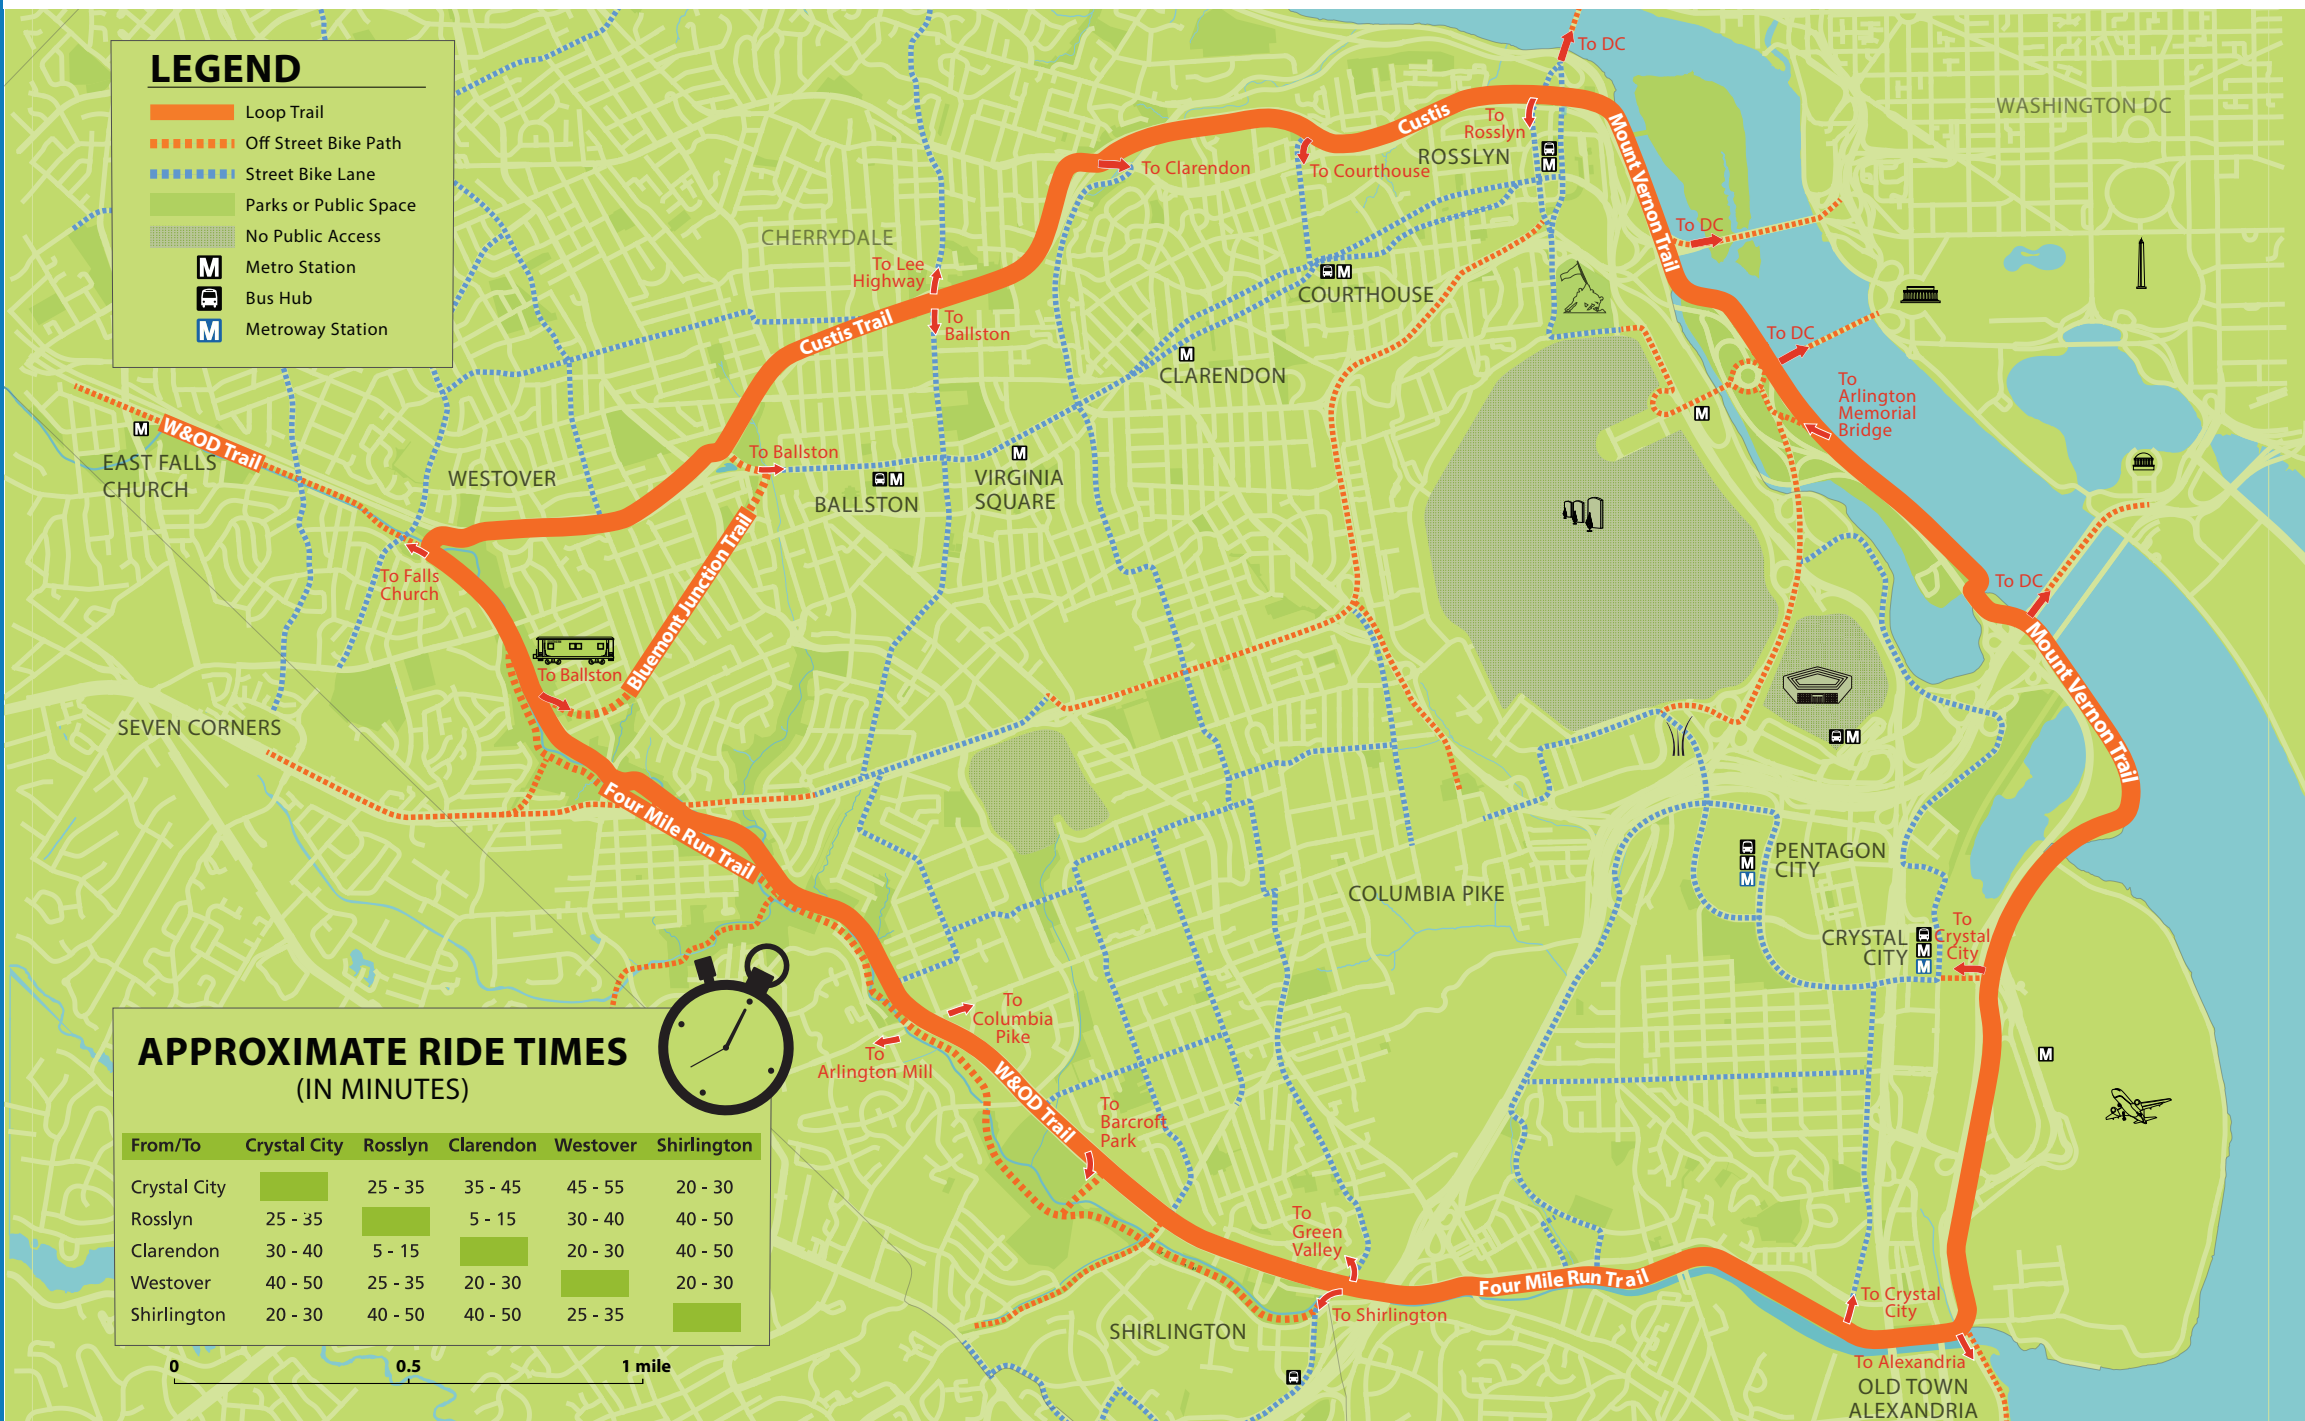 LEGEND
Loop Trail
Off Street Bike Path
Street Bike Lane
Parks or Public Space
No Public Access
M Metro Station
Bus Hub
M Metroway Station
To DC
WASHINGTON DC
Custis
To
Rosslyn
ROSSLYN
M
To Courthouse
To Clarendon
Mount Vernon Trail
To DC
CHERRYDALE
To Lee
Highway
To
Ballston
Custis Trail
M
COURTHOUSE
M
CLARENDON
To DC
To
Arlington
Memorial
Bridge
M
M
W&OD Trail
EAST FALLS
CHURCH
WESTOVER
To Ballston
M
BALLSTON
M
VIRGINIA
SQUARE
To Falls
Church
Bluemont Junction Trail
To Ballston
To DC
Mount Vernon Trail
SEVEN CORNERS
M
Four Mile Run Trail
COLUMBIA PIKE
M
M
PENTAGON
CITY
CRYSTAL
CITY
M
M
To
Crystal
City
To
Columbia
Pike
To
Arlington Mill
W&OD Trail
To
Barcroft
Park
M
To
Green
Valley
To Shirlington
SHIRLINGTON
Four Mile Run Trail
To Crystal
City
To Alexandria
OLD TOWN
ALEXANDRIA
APPROXIMATE RIDE TIMES
(IN MINUTES)
From/To Crystal City Rosslyn Clarendon Westover Shirlington
Crystal City 25 - 35 35 - 45 45 - 55 20 - 30
Rosslyn 25 - 35 5 - 15 30 - 40 40 - 50
Clarendon 30 - 40 5 - 15 20 - 30 40 - 50
Westover 40 - 50 25 - 35 20 - 30 20 - 30
Shirlington 20 - 30 40 - 50 40 - 50 25 - 35
0 0.5 1 mile